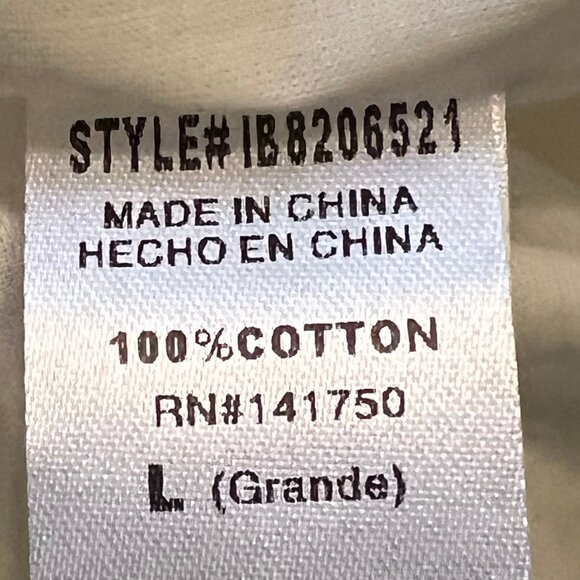 STYLE# IB8206521
MADE IN CHINA
HECHO EN CHINA
100%COTTON
RN#141750
L (Grande)